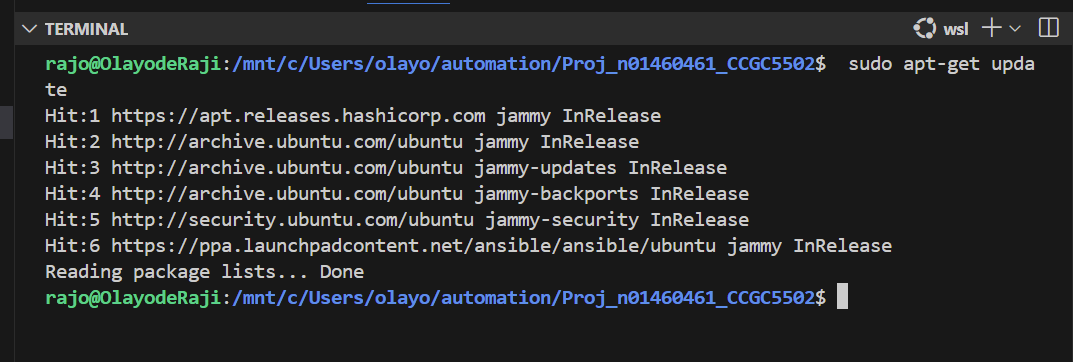 TERMINAL
wsl
rajo@OlayodeRaji:/mnt/c/Users/olayo/automation/Proj_n01460461_CCGC5502$  sudo apt-get upda
te
Hit:1 https://apt.releases.hashicorp.com jammy InRelease
Hit:2 http://archive.ubuntu.com/ubuntu jammy InRelease
Hit:3 http://archive.ubuntu.com/ubuntu jammy-updates InRelease
Hit:4 http://archive.ubuntu.com/ubuntu jammy-backports InRelease
Hit:5 http://security.ubuntu.com/ubuntu jammy-security InRelease
Hit:6 https://ppa.launchpadcontent.net/ansible/ansible/ubuntu jammy InRelease
Reading package lists... Done
rajo@OlayodeRaji:/mnt/c/Users/olayo/automation/Proj_n01460461_CCGC5502$